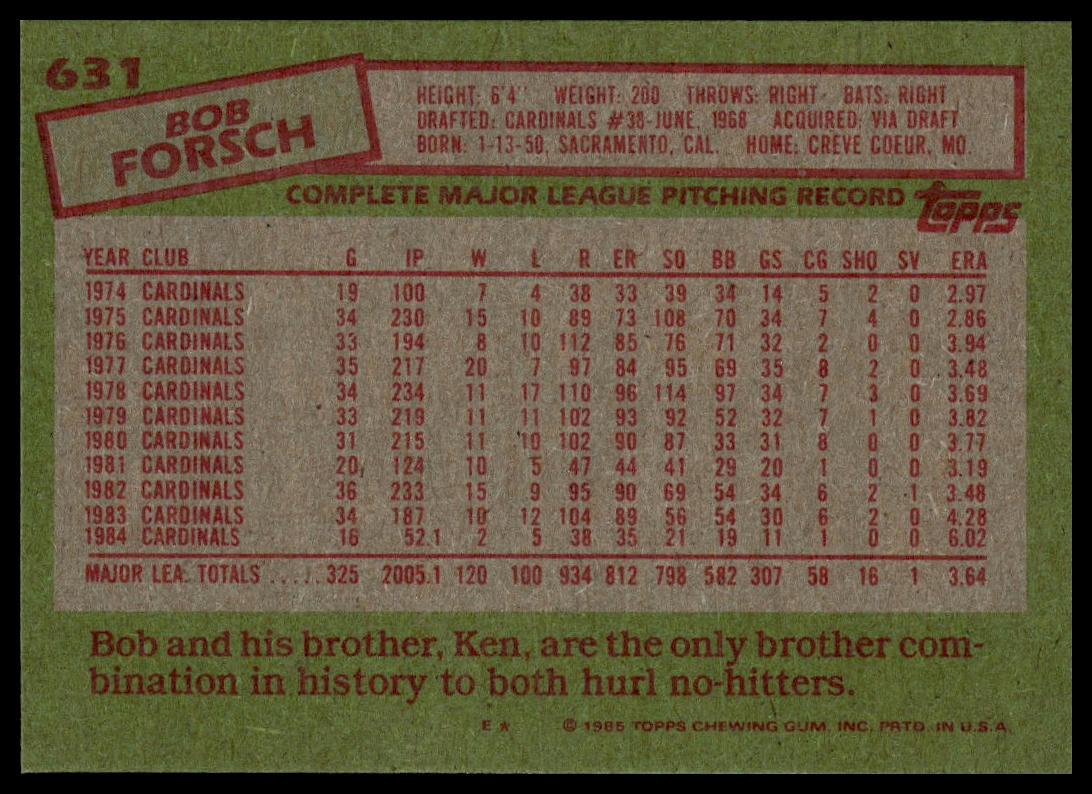 631
BOB
FORSCH
HEIGHT: 6'4" WEIGHT: 200 THROWS: RIGHT BATS: RIGHT
DRAFTED: CARDINALS #38-JUNE, 1968 ACQUIRED: VIA DRAFT
BORN: 1-13-50, SACRAMENTO, CAL. HOME: CREVE COEUR, MO.
COMPLETE MAJOR LEAGUE PITCHING RECORD topps
YEAR CLUB G IP W L R ER SO BB GS CG SHO SV ERA
1974 CARDINALS 19 100 7 4 38 33 39 34 14 5 2 0 2.97
1975 CARDINALS 34 230 15 10 89 73 108 70 34 7 4 0 2.86
1976 CARDINALS 33 194 8 10 112 85 76 71 32 2 0 0 3.94
1977 CARDINALS 35 217 20 7 97 84 95 69 35 8 2 0 3.48
1978 CARDINALS 34 234 11 17 110 96 114 97 34 7 3 0 3.69
1979 CARDINALS 33 219 11 11 102 93 92 52 32 7 1 0 3.82
1980 CARDINALS 31 215 11 10 102 90 87 33 31 8 0 0 3.77
1981 CARDINALS 20 124 10 5 47 44 41 29 20 1 0 0 3.19
1982 CARDINALS 36 233 15 9 95 90 69 54 34 6 2 1 3.48
1983 CARDINALS 34 187 10 12 104 89 56 54 30 6 2 0 4.28
1984 CARDINALS 16 52.1 2 5 38 35 21 19 11 1 0 0 6.02
MAJOR LEA. TOTALS ..... 325 2005.1 120 100 934 812 798 582 307 58 16 1 3.64
Bob and his brother, Ken, are the only brother com-
bination in history to both hurl no-hitters.
E★ © 1985 TOPPS CHEWING GUM, INC. PRTD. IN U.S.A.